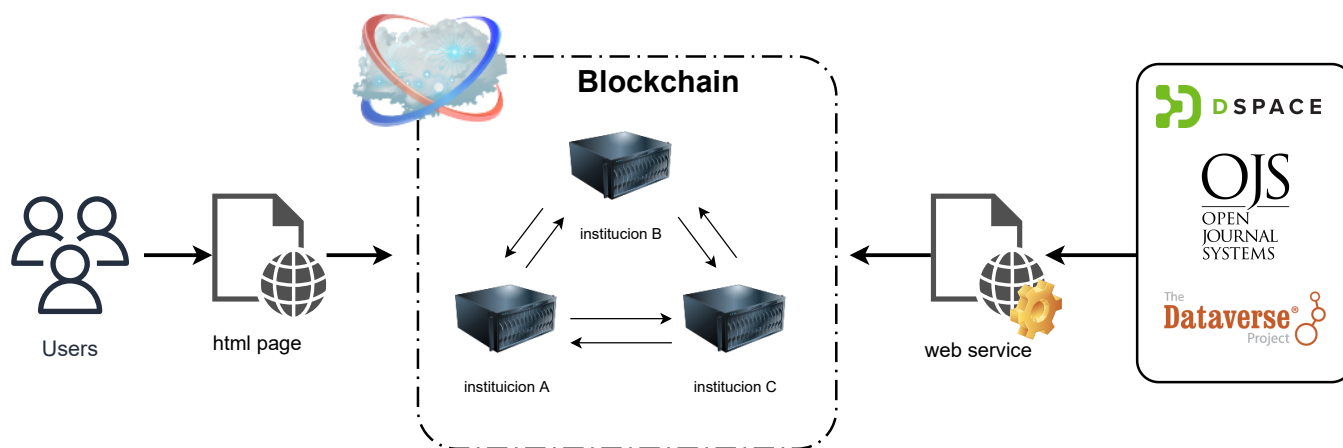 Blockchain
institucion B
instituicion A
institucion C
Users
html page
web service
DSPACE
OJS
OPEN
JOURNAL
SYSTEMS
The
Dataverse®
Project